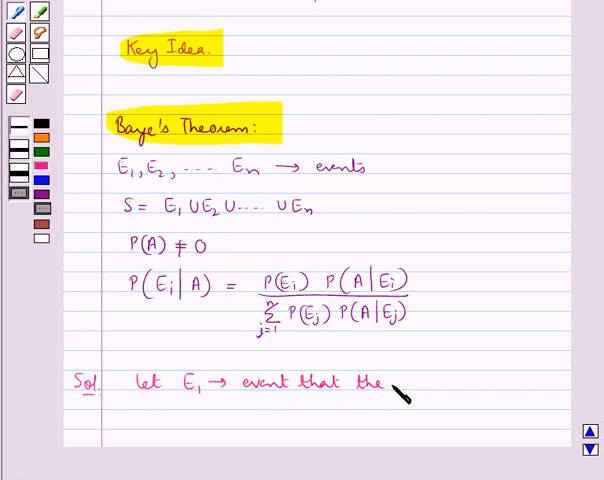 Key Idea.
Baye's Theorem:
E₁, E₂, ..... Eₙ → events
S = E₁ ∪ E₂ ∪ ..... ∪ Eₙ
P(A) ≠ 0
P(Eᵢ | A) = P(Eᵢ) P(A | Eᵢ) / ∑ⱼ₌₁ⁿ P(Eⱼ) P(A | Eⱼ)
Sol. let E₁ → event that the